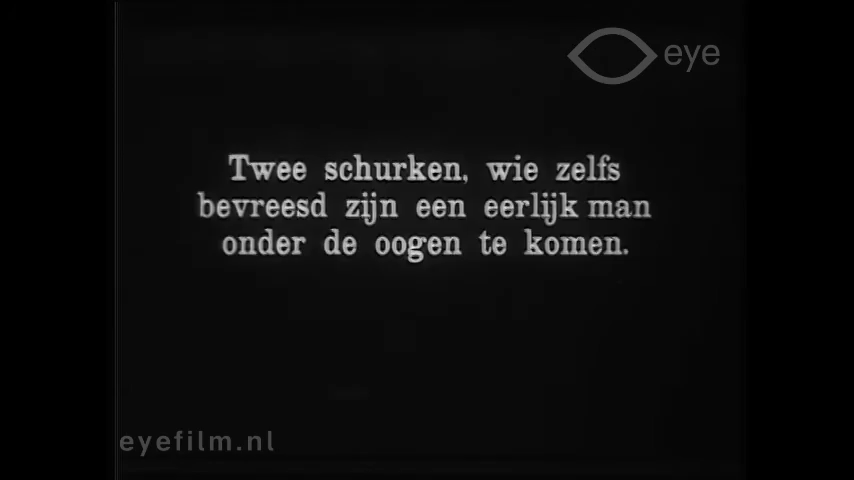 eye
Twee schurken, wie zelfs
bevreesd zijn een eerlijk man
onder de oogen te komen.
eyefilm.nl